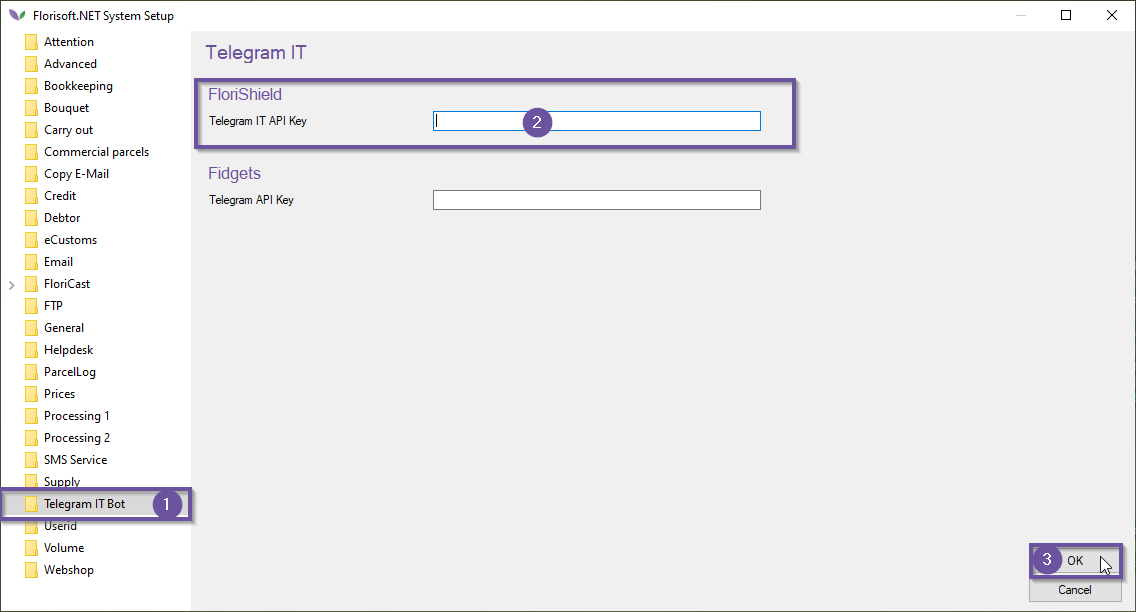 Florisoft.NET System Setup
Attention
Advanced
Bookkeeping
Bouquet
Carry out
Commercial parcels
Copy E-Mail
Credit
Debtor
eCustoms
Email
FloriCast
FTP
General
Helpdesk
ParcelLog
Prices
Processing 1
Processing 2
SMS Service
Supply
Telegram IT Bot 1
Userid
Volume
Webshop
Telegram IT
FloriShield
Telegram IT API Key 2
Fidgets
Telegram API Key
3 OK
Cancel